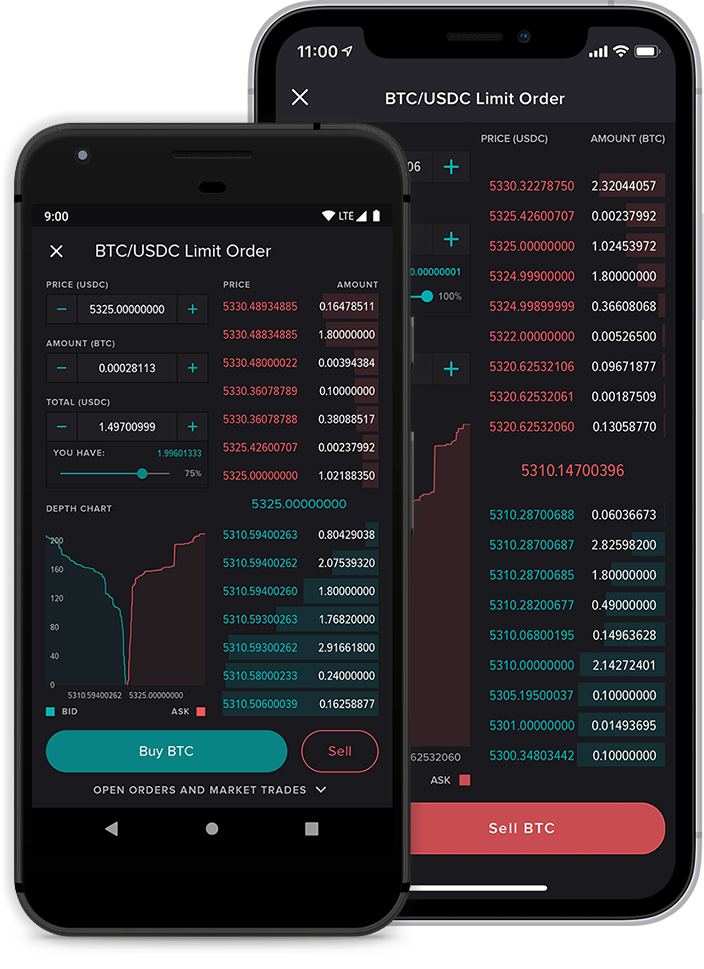 11:00
BTC/USDC Limit Order
PRICE (USDC) AMOUNT (BTC)
06 +
5330.32278750 2.32044057
5325.42600707 0.00237992
+
5325.00000000 1.02453972
0.00000001
5324.99900000 1.80000000
100%
5324.99899999 0.36608068
5322.00000000 0.00526500
+
5320.62532106 0.09671877
5320.62532061 0.00187509
5320.62532060 0.13058770
5310.14700396
5310.28700688 0.06036673
5310.28700687 2.82598200
5310.28700685 1.80000000
5310.28200677 0.49000000
5310.06800195 0.14963628
5310.00000000 2.14272401
5305.19500037 0.10000000
5301.00000000 0.01493695
5300.34803442 0.10000000
62532060
ASK
Sell BTC
9:00 LTE
BTC/USDC Limit Order
PRICE (USDC)
− 5325.00000000 +
AMOUNT (BTC)
− 0.00028113 +
TOTAL (USDC)
− 1.49700999 +
YOU HAVE: 1.99601333
75%
DEPTH CHART
200
160
120
80
40
0
5310.59400262 5325.00000000
BID ASK
PRICE AMOUNT
5330.48934885 0.16478511
5330.48834885 1.80000000
5330.48000022 0.00394384
5330.36078789 0.10000000
5330.36078788 0.38088517
5325.42600707 0.00237992
5325.00000000 1.02188350
5325.00000000
5310.59400263 0.80429038
5310.59400262 2.07539320
5310.59400260 1.80000000
5310.59300263 1.76820000
5310.59300262 2.91661800
5310.58000233 0.24000000
5310.50600039 0.16258877
Buy BTC Sell
OPEN ORDERS AND MARKET TRADES